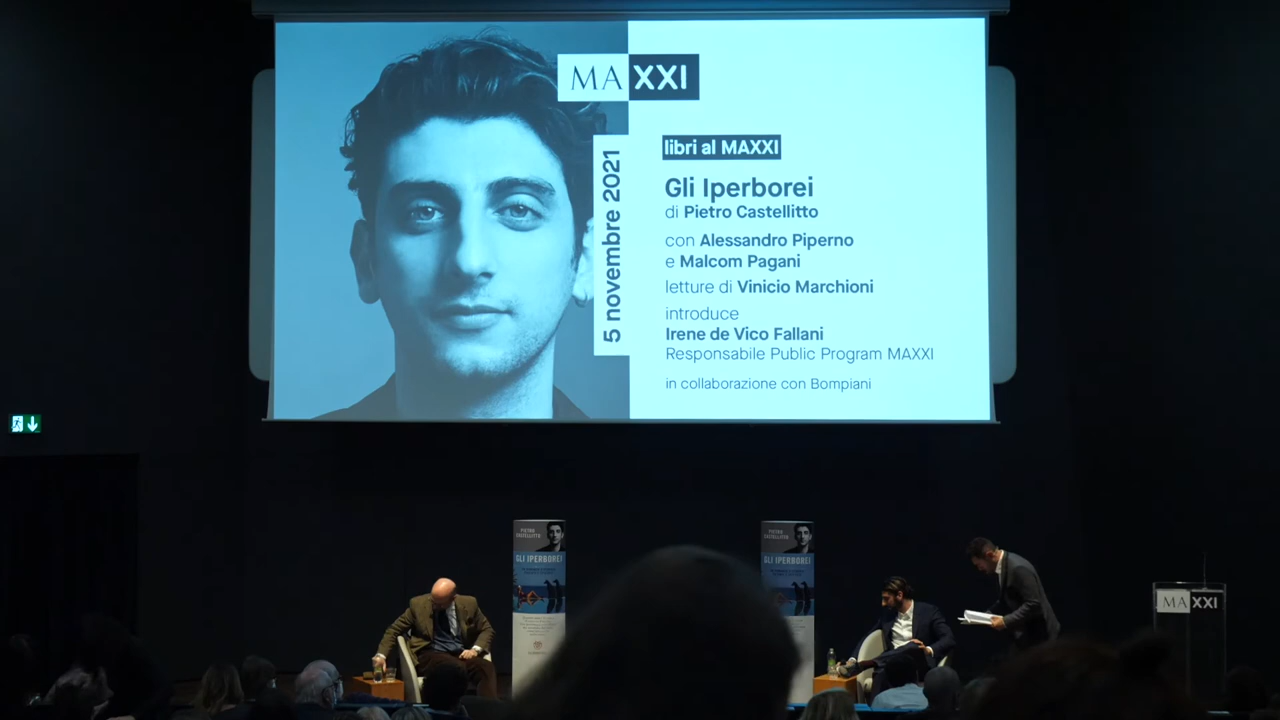 MAXXI
libri al MAXXI
5 novembre 2021
Gli Iperborei
di Pietro Castellitto
con Alessandro Piperno
e Malcom Pagani
letture di Vinicio Marchioni
introduce
Irene de Vico Fallani
Responsabile Public Program MAXXI
in collaborazione con Bompiani
PIETRO
CASTELLITTO
GLI IPERBOREI
PIETRO
CASTELLITTO
GLI IPERBOREI
MAXXI